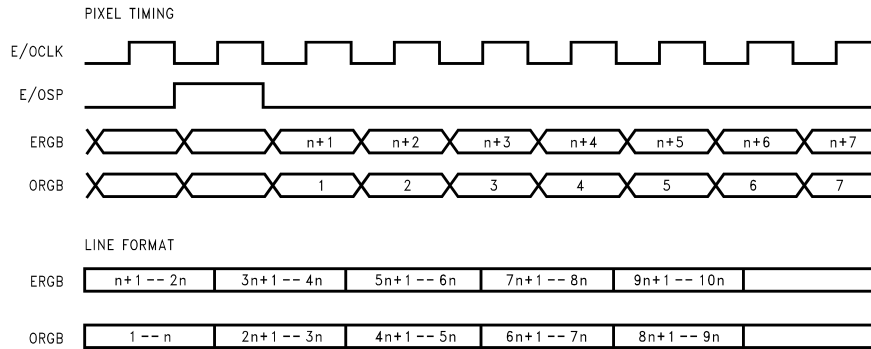 PIXEL TIMING
E/OCLK
E/OSP
ERGB n+1 n+2 n+3 n+4 n+5 n+6 n+7
ORGB 1 2 3 4 5 6 7
LINE FORMAT
ERGB n+1 -- 2n 3n+1 -- 4n 5n+1 -- 6n 7n+1 -- 8n 9n+1 -- 10n
ORGB 1 -- n 2n+1 -- 3n 4n+1 -- 5n 6n+1 -- 7n 8n+1 -- 9n